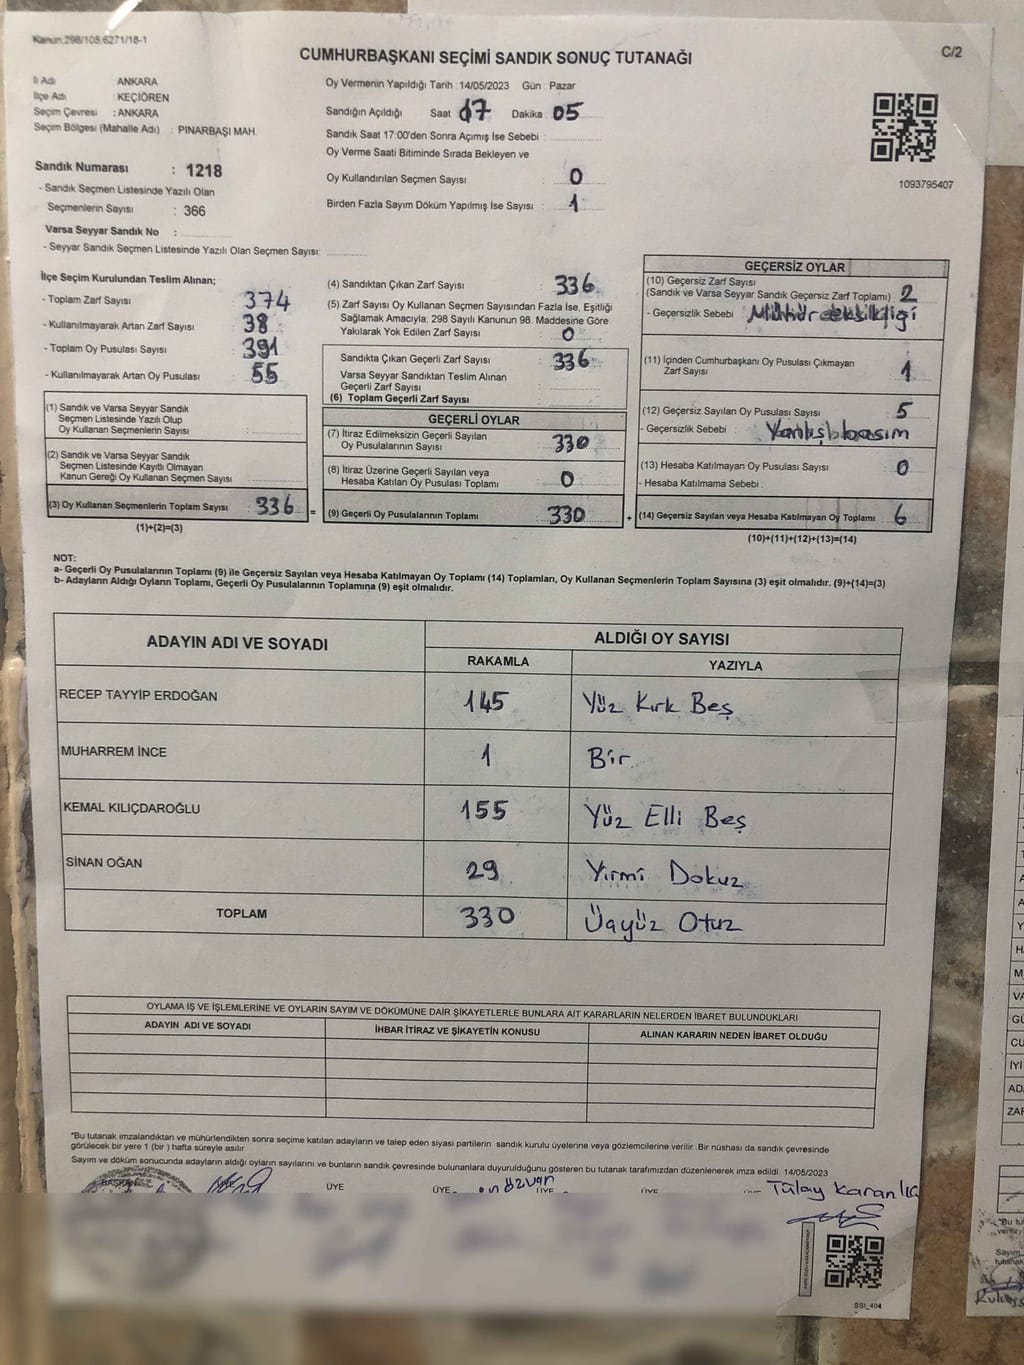 Kanun:298/105,6271/18-1
C/2
CUMHURBAŞKANI SEÇİMİ SANDIK SONUÇ TUTANAĞI
İl Adı ANKARA
İlçe Adı KEÇİÖREN
Seçim Çevresi : ANKARA
Seçim Bölgesi (Mahalle Adı) : PINARBAŞI MAH
Sandık Numarası : 1218
- Sandık Seçmen Listesinde Yazılı Olan
Seçmenlerin Sayısı : 366
Varsa Seyyar Sandık No :
- Seyyar Sandık Seçmen Listesinde Yazılı Olan Seçmen Sayısı:
Oy Vermenin Yapıldığı Tarih : 14/05/2023 Gün : Pazar
Sandığın Açıldığı Saat 17 Dakika : 05
Sandık Saat 17:00'den Sonra Açımış İse Sebebi :
Oy Verme Saati Bitiminde Sırada Bekleyen ve
Oy Kullandırılan Seçmen Sayısı : 0
Birden Fazla Sayım Döküm Yapılmış İse Sayısı : 1
1093795407
İlçe Seçim Kurulundan Teslim Alınan;
- Toplam Zarf Sayısı : 374
- Kullanılmayarak Artan Zarf Sayısı : 38
- Toplam Oy Pusulası Sayısı : 391
- Kullanılmayarak Artan Oy Pusulası : 55
(1) Sandık ve Varsa Seyyar Sandık
Seçmen Listesinde Yazılı Olup
Oy Kullanan Seçmenlerin Sayısı :
(2) Sandık ve Varsa Seyyar Sandık
Seçmen Listesinde Kayıtlı Olmayan
Kanun Gereği Oy Kullanan Seçmen Sayısı :
(3) Oy Kullanan Seçmenlerin Toplam Sayısı : 336 =
(1)+(2)=(3)
(4) Sandıktan Çıkan Zarf Sayısı : 336
(5) Zarf Sayısı Oy Kullanan Seçmen Sayısından Fazla İse, Eşitliği
Sağlamak Amacıyla, 298 Sayılı Kanunun 98. Maddesine Göre
Yakılarak Yok Edilen Zarf Sayısı : 0
Sandıkta Çıkan Geçerli Zarf Sayısı : 336
Varsa Seyyar Sandıktan Teslim Alınan
Geçerli Zarf Sayısı :
(6) Toplam Geçerli Zarf Sayısı :
GEÇERLİ OYLAR
(7) İtiraz Edilmeksizin Geçerli Sayılan
Oy Pusulalarının Sayısı : 330
(8) İtiraz Üzerine Geçerli Sayılan veya
Hesaba Katılan Oy Pusulası Toplamı : 0
(9) Geçerli Oy Pusulalarının Toplamı : 330 +
GEÇERSİZ OYLAR
(10) Geçersiz Zarf Sayısı
(Sandık ve Varsa Seyyar Sandık Geçersiz Zarf Toplamı) : 2
- Geçersizlik Sebebi : Mühür eksikliği
(11) İçinden Cumhurbaşkanı Oy Pusulası Çıkmayan
Zarf Sayısı : 1
(12) Geçersiz Sayılan Oy Pusulası Sayısı : 5
- Geçersizlik Sebebi : Yanlış basım
(13) Hesaba Katılmayan Oy Pusulası Sayısı : 0
- Hesaba Katılmama Sebebi :
(14) Geçersiz Sayılan veya Hesaba Katılmayan Oy Toplamı : 6
(10)+(11)+(12)+(13)=(14)
NOT:
a- Geçerli Oy Pusulalarının Toplamı (9) ile Geçersiz Sayılan veya Hesaba Katılmayan Oy Toplamı (14) Toplamları, Oy Kullanan Seçmenlerin Toplam Sayısına (3) eşit olmalıdır. (9)+(14)=(3)
b- Adayların Aldığı Oyların Toplamı, Geçerli Oy Pusulalarının Toplamına (9) eşit olmalıdır.
ADAYIN ADI VE SOYADI
ALDIĞI OY SAYISI
RAKAMLA YAZIYLA
RECEP TAYYİP ERDOĞAN 145 Yüz Kırk Beş
MUHARREM İNCE 1 Bir
KEMAL KILIÇDAROĞLU 155 Yüz Elli Beş
SİNAN OĞAN 29 Yirmi Dokuz
TOPLAM 330 Üçyüz Otuz
OYLAMA İŞ VE İŞLEMLERİNE VE OYLARIN SAYIM VE DÖKÜMÜNE DAİR ŞİKAYETLERLE BUNLARA AİT KARARLARIN NELERDEN İBARET BULUNDUKLARI
ADAYIN ADI VE SOYADI İHBAR İTİRAZ VE ŞİKAYETİN KONUSU ALINAN KARARIN NEDEN İBARET OLDUĞU
*Bu tutanak imzalandıktan ve mühürlendikten sonra seçime katılan adayların ve talep eden siyasi partilerin sandık kurulu üyelerine veya gözlemcilerine verilir. Bir nüshası da sandık çevresinde
görülecek bir yere 1 (bir) hafta süreyle asılır.
Sayım ve döküm sonucunda adayların aldığı oyların sayılarını ve bunların sandık çevresinde bulunanlara duyurulduğunu gösteren bu tutanak tarafımızdan düzenlenerek imza edildi. 14/05/2023
BAŞKAN ÜYE ÜYE ÜYE ÜYE
Tülay Karan
SSI_404